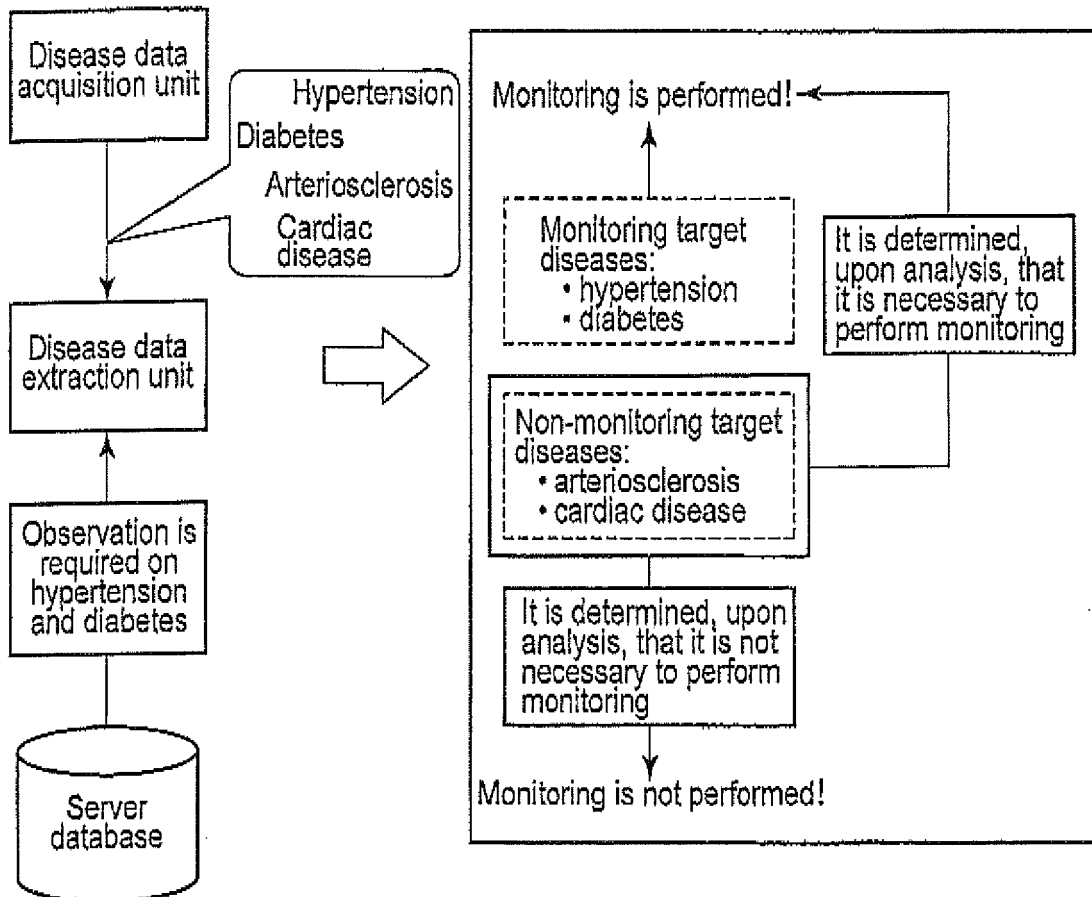 Disease data
acquisition unit
Hypertension
Diabetes
Arteriosclerosis
Cardiac
disease
Disease data
extraction unit
Observation is
required on
hypertension
and diabetes
Server
database
Monitoring is performed!
Monitoring target
diseases:
• hypertension
• diabetes
It is determined,
upon analysis, that
it is necessary to
perform monitoring
Non-monitoring target
diseases:
• arteriosclerosis
• cardiac disease
It is determined, upon
analysis, that it is not
necessary to perform
monitoring
Monitoring is not performed!